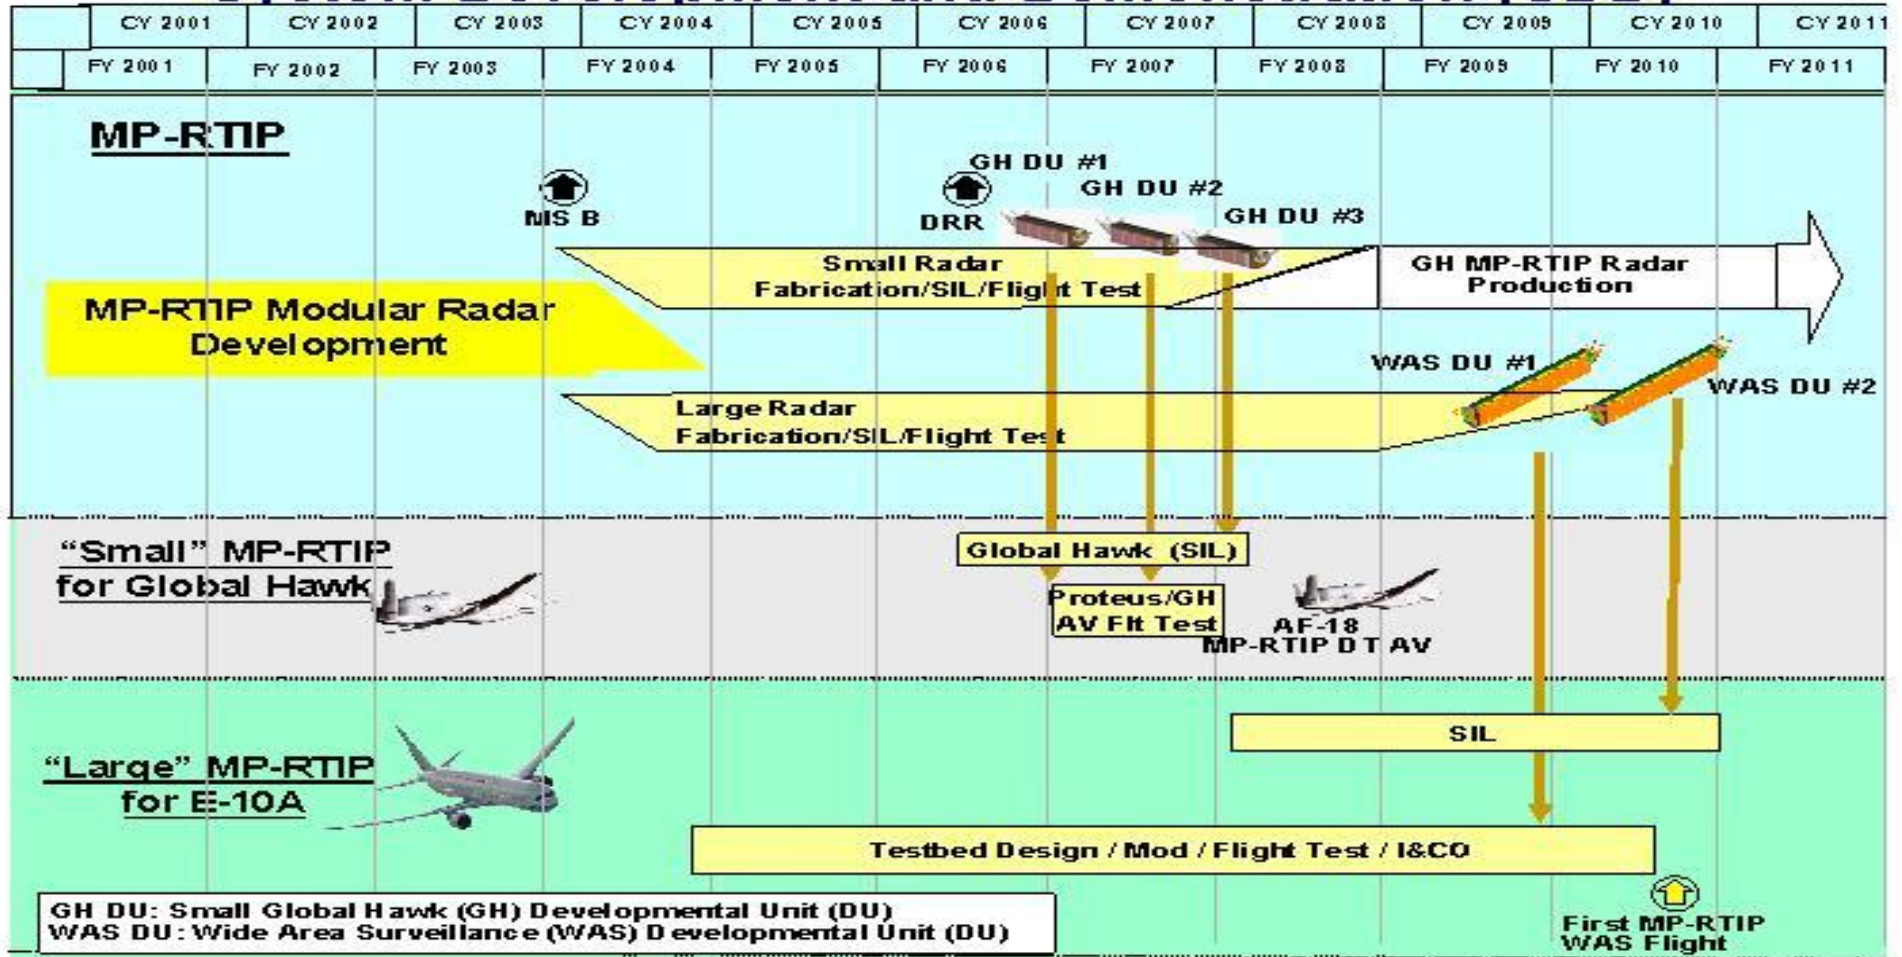 CY 2001 CY 2002 CY 2003 CY 2004 CY 2005 CY 2006 CY 2007 CY 2008 CY 2009 CY 2010 CY 2011
FY 2001 FY 2002 FY 2003 FY 2004 FY 2005 FY 2006 FY 2007 FY 2008 FY 2009 FY 2010 FY 2011
MP-RTIP
GH DU #1
GH DU #2
GH DU #3
MS B
DRR
Small Radar
Fabrication/SIL/Flight Test
GH MP-RTIP Radar
Production
MP-RTIP Modular Radar
Development
WAS DU #1
WAS DU #2
Large Radar
Fabrication/SIL/Flight Test
“Small” MP-RTIP
for Global Hawk
Global Hawk (SIL)
Proteus/GH
AV Flt Test
AF-18
MP-RTIP DT AV
SIL
“Large” MP-RTIP
for E-10A
Testbed Design / Mod / Flight Test / I&CO
First MP-RTIP
WAS Flight
GH DU: Small Global Hawk (GH) Developmental Unit (DU)
WAS DU: Wide Area Surveillance (WAS) Developmental Unit (DU)